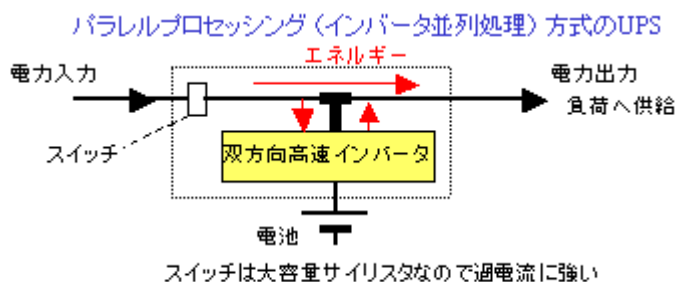 パラレルプロセッシング（インバータ並列処理）方式のUPS
エネルギー
電力入力
電力出力
負荷へ供給
スイッチ
双方向高速インバータ
電池
スイッチは大容量サイリスタなので過電流に強い